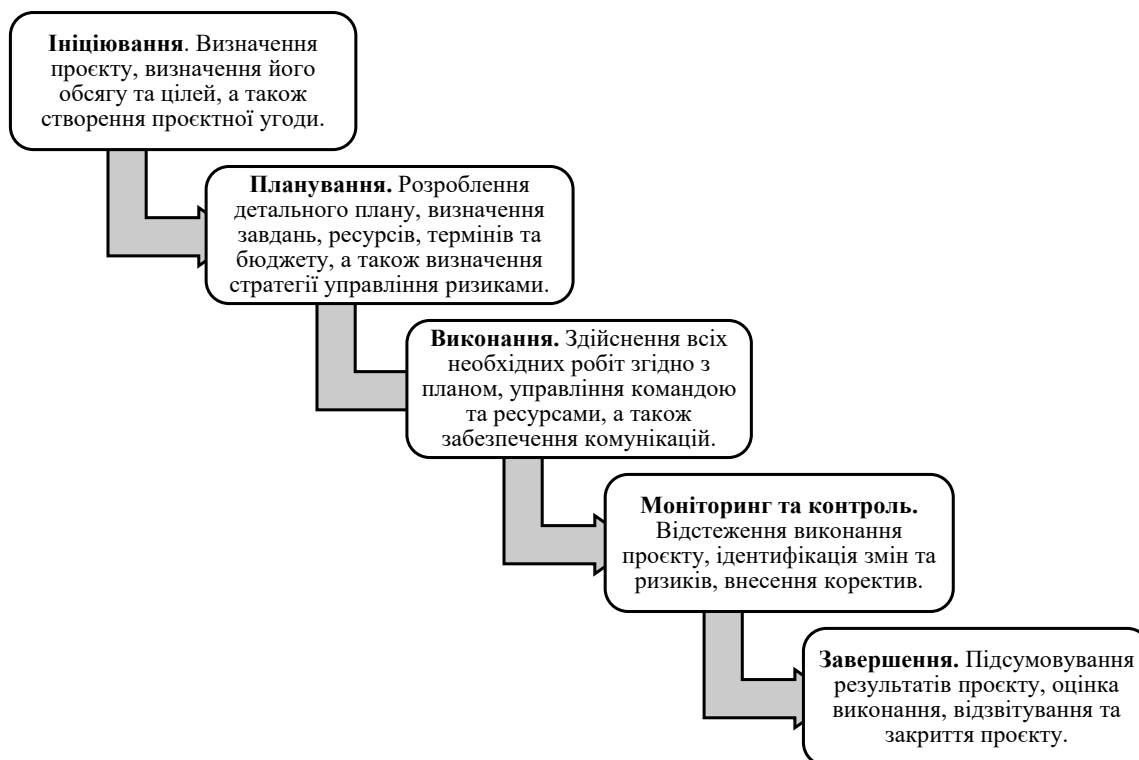 Ініціювання. Визначення
проєкту, визначення його
обсягу та цілей, а також
створення проєктної угоди.
Планування. Розроблення
детального плану, визначення
завдань, ресурсів, термінів та
бюджету, а також визначення
стратегії управління ризиками.
Виконання. Здійснення всіх
необхідних робіт згідно з
планом, управління командою
та ресурсами, а також
забезпечення комунікацій.
Моніторинг та контроль.
Відстеження виконання
проєкту, ідентифікація змін та
ризиків, внесення коректив.
Завершення. Підсумовування
результатів проєкту, оцінка
виконання, відзвітування та
закриття проєкту.